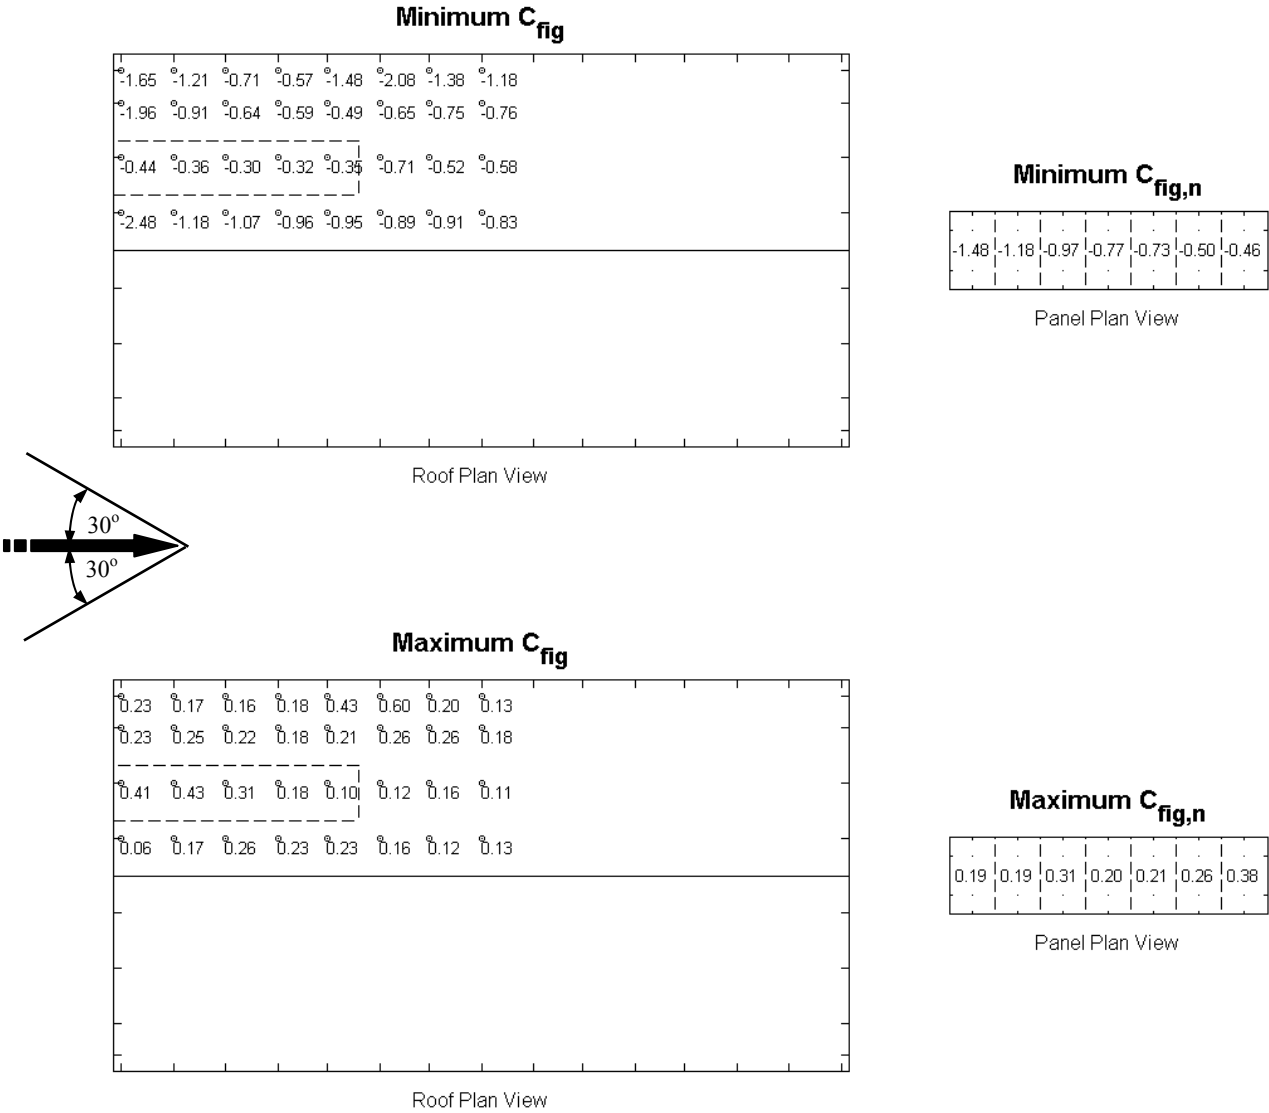 Minimum Cfig
-1.65 -1.21 -0.71 -0.57 -1.48 -2.08 -1.38 -1.18
-1.96 -0.91 -0.64 -0.59 -0.49 -0.65 -0.75 -0.76
-0.44 -0.36 -0.30 -0.32 -0.35 -0.71 -0.52 -0.58
-2.48 -1.18 -1.07 -0.96 -0.95 -0.89 -0.91 -0.83
Roof Plan View
Minimum Cfig,n
-1.48 -1.18 -0.97 -0.77 -0.73 -0.50 -0.46
Panel Plan View
30o
30o
Maximum Cfig
0.23 0.17 0.16 0.18 0.43 0.60 0.20 0.13
0.23 0.25 0.22 0.18 0.21 0.26 0.26 0.18
0.41 0.43 0.31 0.18 0.10 0.12 0.16 0.11
0.06 0.17 0.26 0.23 0.23 0.16 0.12 0.13
Roof Plan View
Maximum Cfig,n
0.19 0.19 0.31 0.20 0.21 0.26 0.38
Panel Plan View